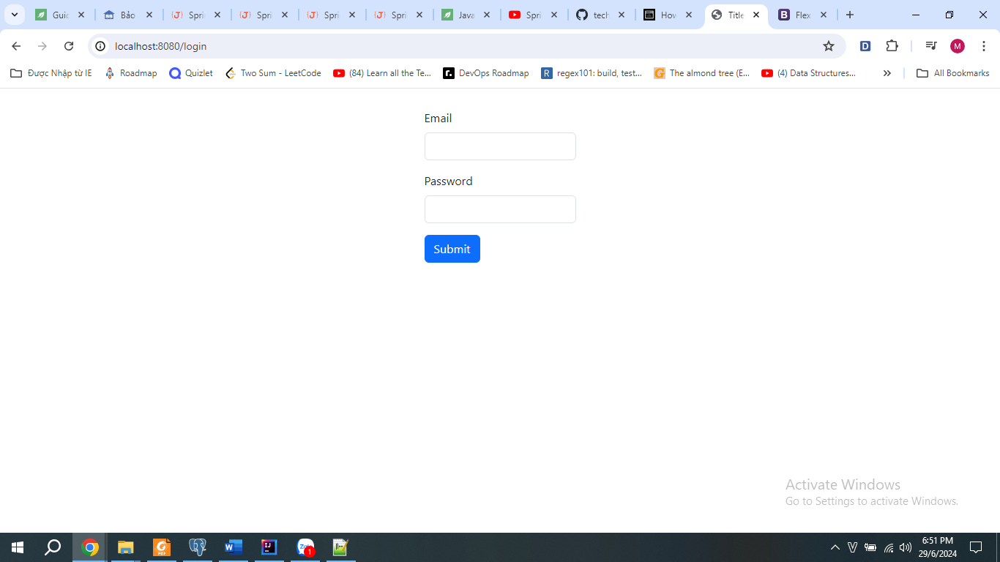 Guid
Bảo
Spri
Spri
Spri
Spri
Java
Spri
tech
How
Title
Flex
localhost:8080/login
D
M
Được Nhập từ IE
Roadmap
Quizlet
Two Sum - LeetCode
(84) Learn all the Te...
DevOps Roadmap
regex101: build, test...
The almond tree (E...
(4) Data Structures...
All Bookmarks
Email
Password
Submit
Activate Windows
Go to Settings to activate Windows.
6:51 PM
29/6/2024